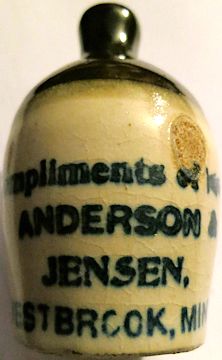 mpliments of
ANDERSON &
JENSEN,
ESTBROOK, MIN